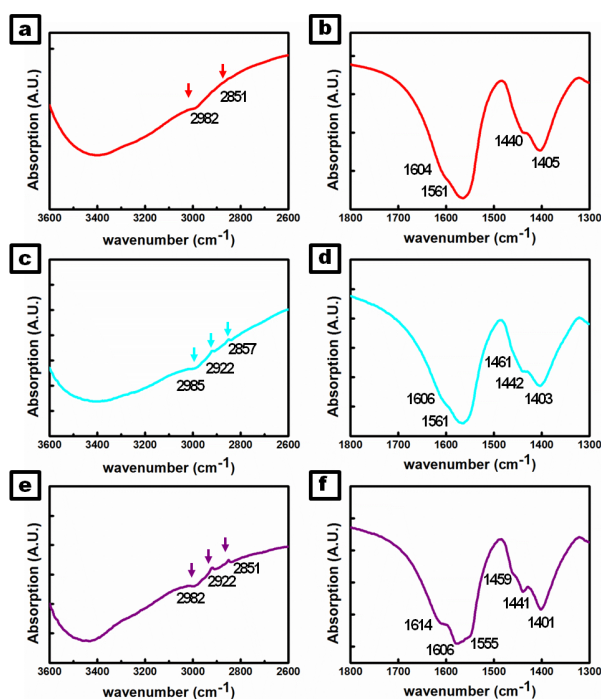 a
Absorption (A.U.)
2851
2982
3600 3400 3200 3000 2800 2600
wavenumber (cm-1)
b
Absorption (A.U.)
1440
1405
1604
1561
1800 1700 1600 1500 1400 1300
wavenumber (cm-1)
c
Absorption (A.U.)
2857
2922
2985
3600 3400 3200 3000 2800 2600
wavenumber (cm-1)
d
Absorption (A.U.)
1461
1442
1403
1606
1561
1800 1700 1600 1500 1400 1300
wavenumber (cm-1)
e
Absorption (A.U.)
2851
2922
2982
3600 3400 3200 3000 2800 2600
wavenumber (cm-1)
f
Absorption (A.U.)
1459
1441
1401
1614
1606
1555
1800 1700 1600 1500 1400 1300
wavenumber (cm-1)